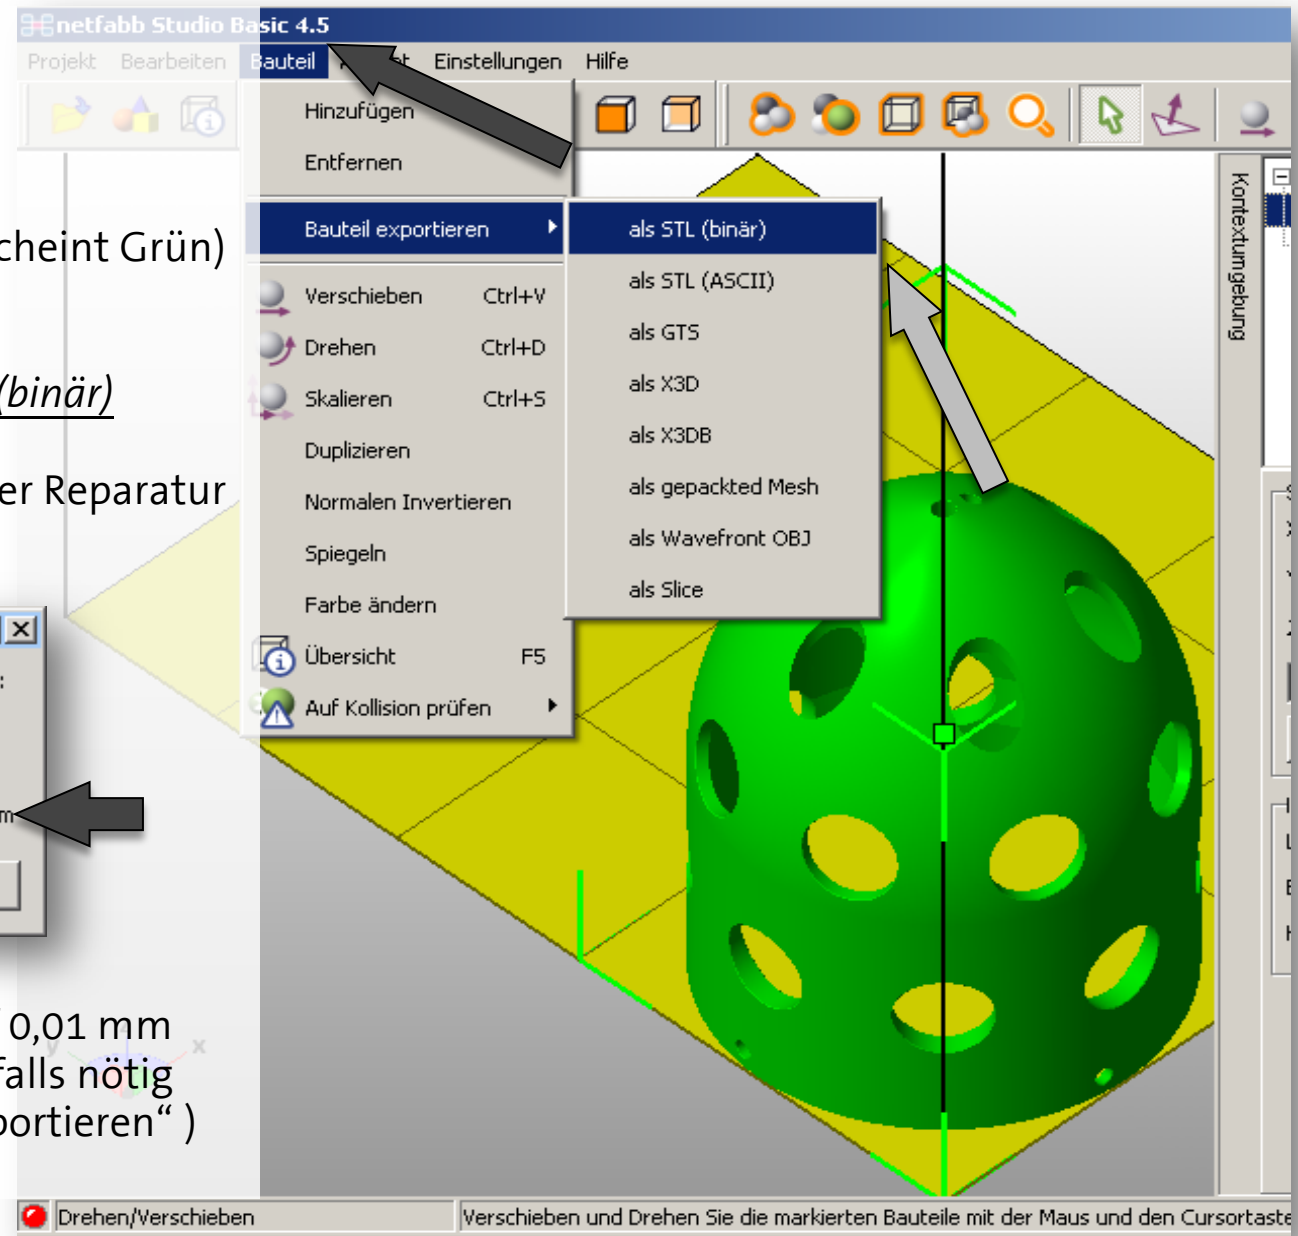 netfabb Studio Basic 4.5
Projekt Bearbeiten Bauteil Einstellungen Hilfe
Hinzufügen
Entfernen
Bauteil exportieren
Verschieben Ctrl+V
Drehen Ctrl+D
Skalieren Ctrl+S
Duplizieren
Normalen Invertieren
Spiegeln
Farbe ändern
Übersicht F5
Auf Kollision prüfen
als STL (binär)
als STL (ASCII)
als GTS
als X3D
als X3DB
als gepackted Mesh
als Wavefront OBJ
als Slice
Kontextumgebung
cheint Grün)
(binär)
er Reparatur
m
0,01 mm
falls nötig
portieren“ )
y x
Drehen/Verschieben
Verschieben und Drehen Sie die markierten Bauteile mit der Maus und den Cursortaste